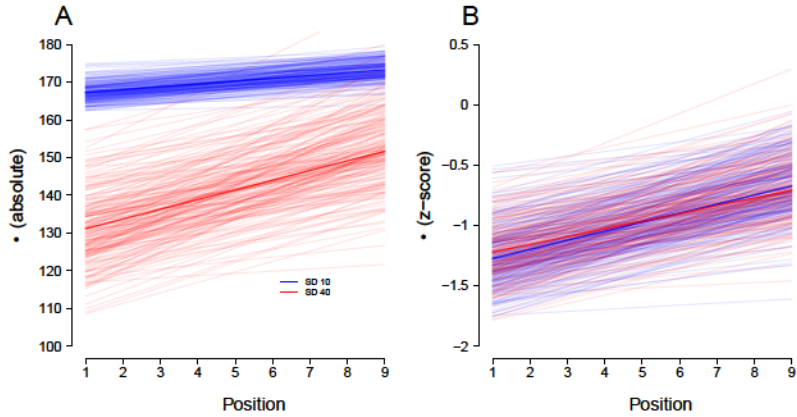 A
• (absolute)
180
170
160
150
140
130
120
110
100
SD 10
SD 40
1 2 3 4 5 6 7 8 9
Position
B
• (z−score)
0.5
0
−0.5
−1
−1.5
−2
1 2 3 4 5 6 7 8 9
Position